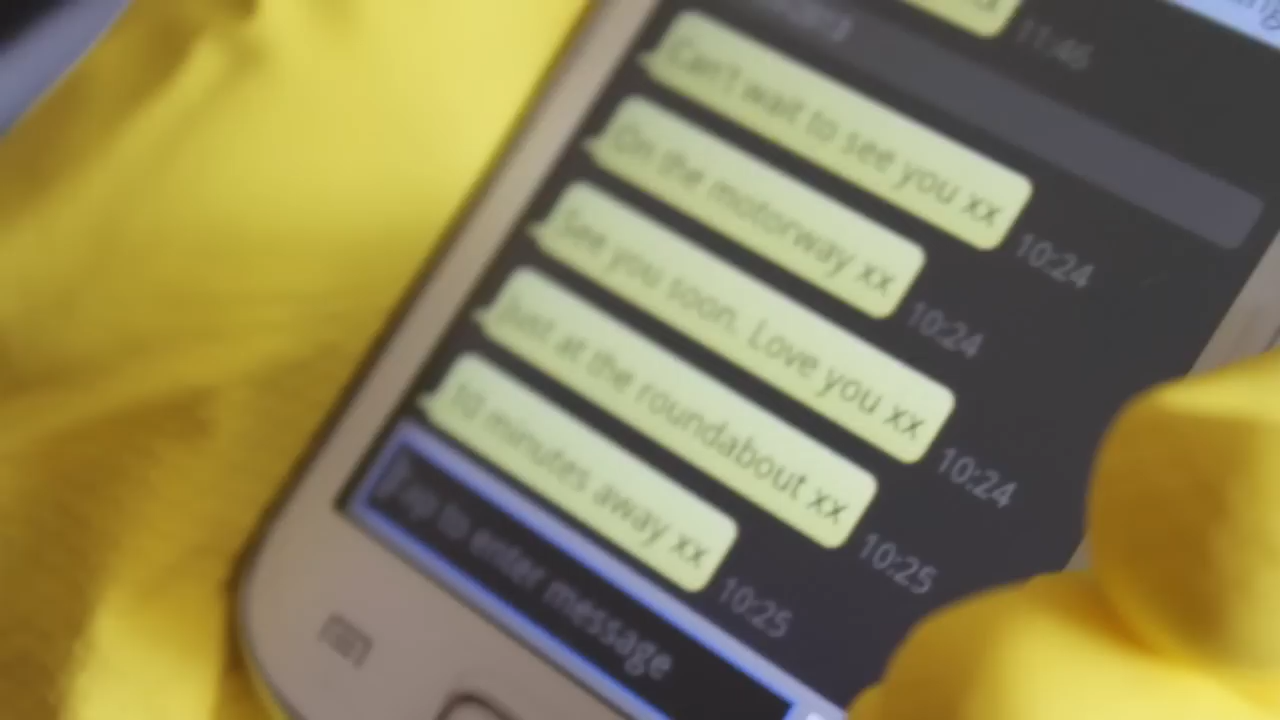 11:46
Can't wait to see you xx
10:24
On the motorway xx
10:24
See you soon. Love you xx
10:24
Just at the roundabout xx
10:25
10 minutes away xx
10:25
Tap to enter message